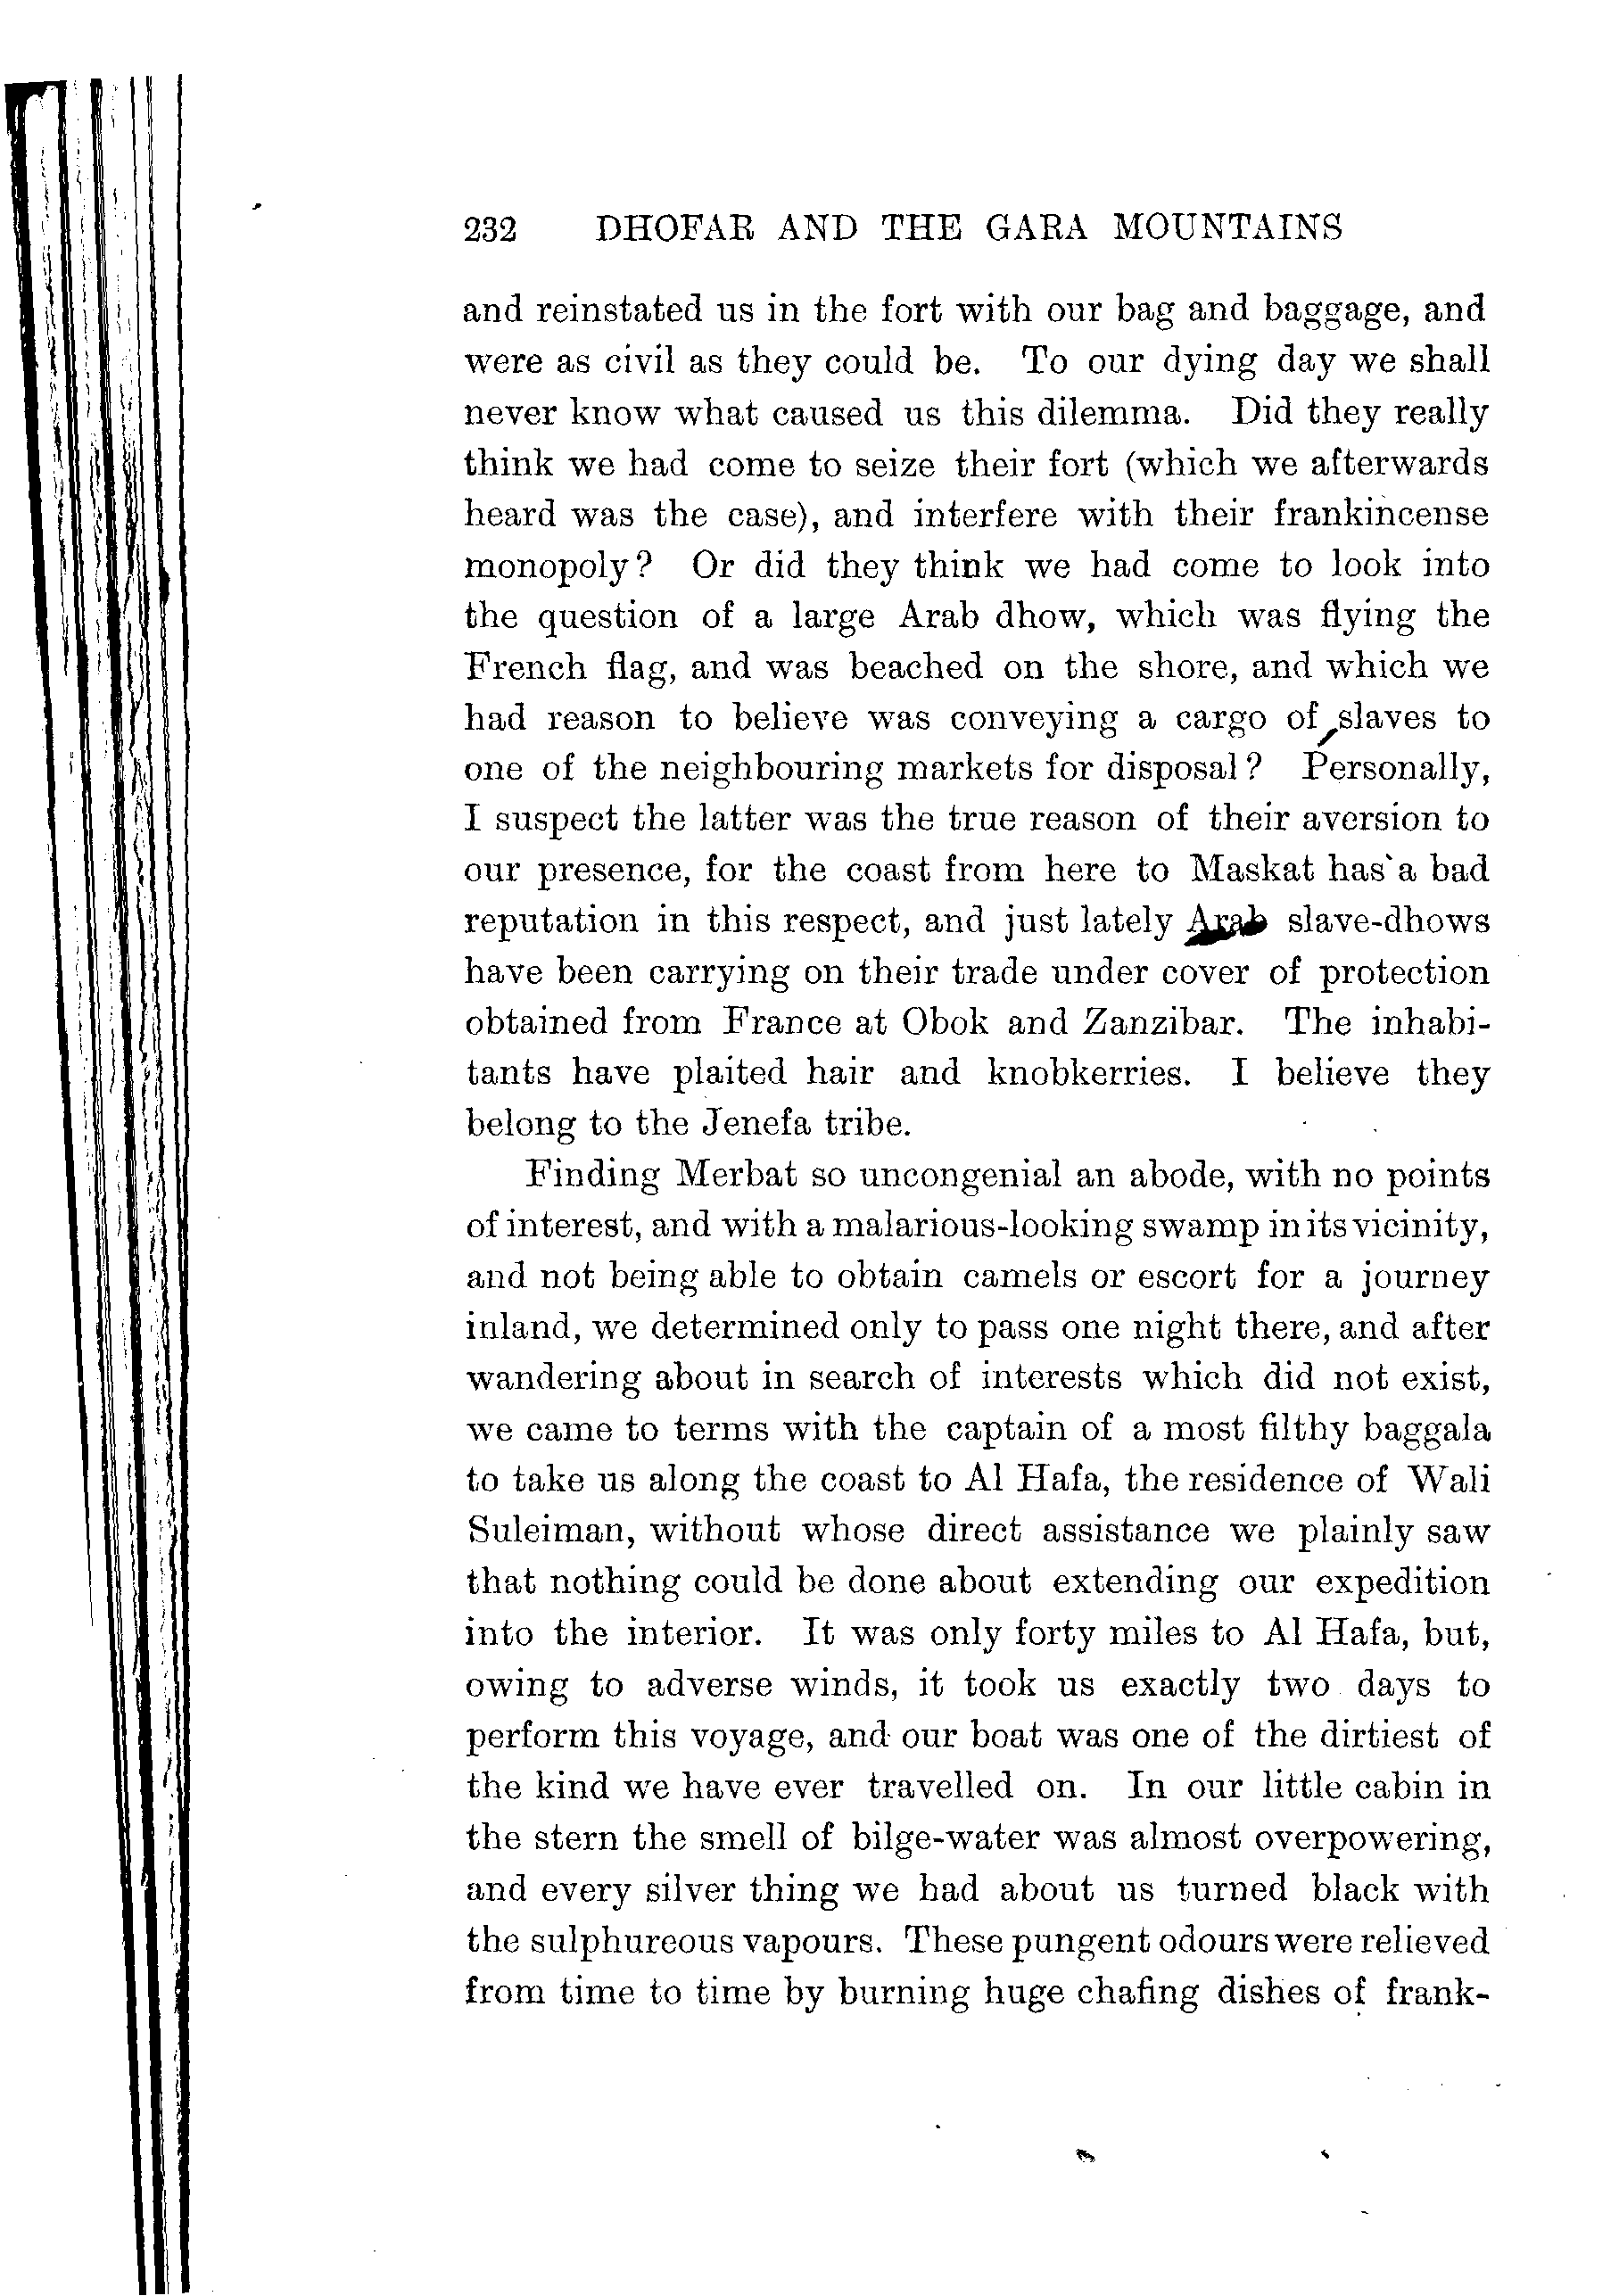 232 DHOFAR AND THE GARA MOUNTAINS
and reinstated us in the fort with our bag and baggage, and
were as civil as they could be. To our dying day we shall
never know what caused us this dilemma. Did they really
think we had come to seize their fort (which we afterwards
heard was the case), and interfere with their frankincense
monopoly? Or did they think we had come to look into
the question of a large Arab dhow, which was flying the
French flag, and was beached on the shore, and which we
had reason to believe was conveying a cargo of slaves to
one of the neighbouring markets for disposal? Personally,
I suspect the latter was the true reason of their aversion to
our presence, for the coast from here to Maskat has a bad
reputation in this respect, and just lately Arab slave-dhows
have been carrying on their trade under cover of protection
obtained from France at Obok and Zanzibar. The inhabi-
tants have plaited hair and knobkerries. I believe they
belong to the Jenefa tribe.
Finding Merbat so uncongenial an abode, with no points
of interest, and with a malarious-looking swamp in its vicinity,
and not being able to obtain camels or escort for a journey
inland, we determined only to pass one night there, and after
wandering about in search of interests which did not exist,
we came to terms with the captain of a most filthy baggala
to take us along the coast to Al Hafa, the residence of Wali
Suleiman, without whose direct assistance we plainly saw
that nothing could be done about extending our expedition
into the interior. It was only forty miles to Al Hafa, but,
owing to adverse winds, it took us exactly two days to
perform this voyage, and our boat was one of the dirtiest of
the kind we have ever travelled on. In our little cabin in
the stern the smell of bilge-water was almost overpowering,
and every silver thing we had about us turned black with
the sulphureous vapours. These pungent odours were relieved
from time to time by burning huge chafing dishes of frank-